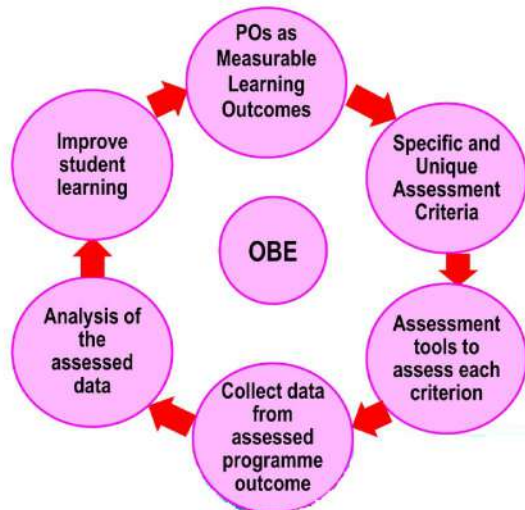 POs as
Measurable
Learning
Outcomes
Specific and
Unique
Assessment
Criteria
Assessment
tools to
assess each
criterion
Collect data
from
assessed
programme
outcome
Analysis of
the
assessed
data
Improve
student
learning
OBE